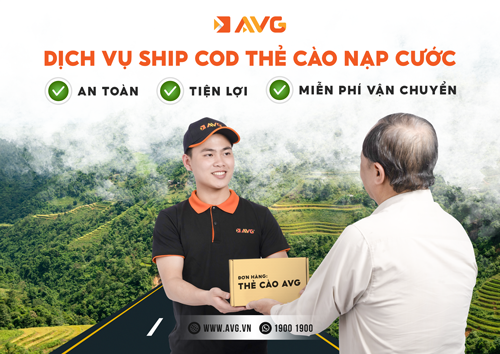 AVG
DỊCH VỤ SHIP COD THẺ CÀO NẠP CƯỚC
AN TOÀN TIỆN LỢI MIỄN PHÍ VẬN CHUYỂN
AVG
AVG
ĐƠN HÀNG:
THẺ CÀO AVG
WWW.AVG.VN 1900 1900